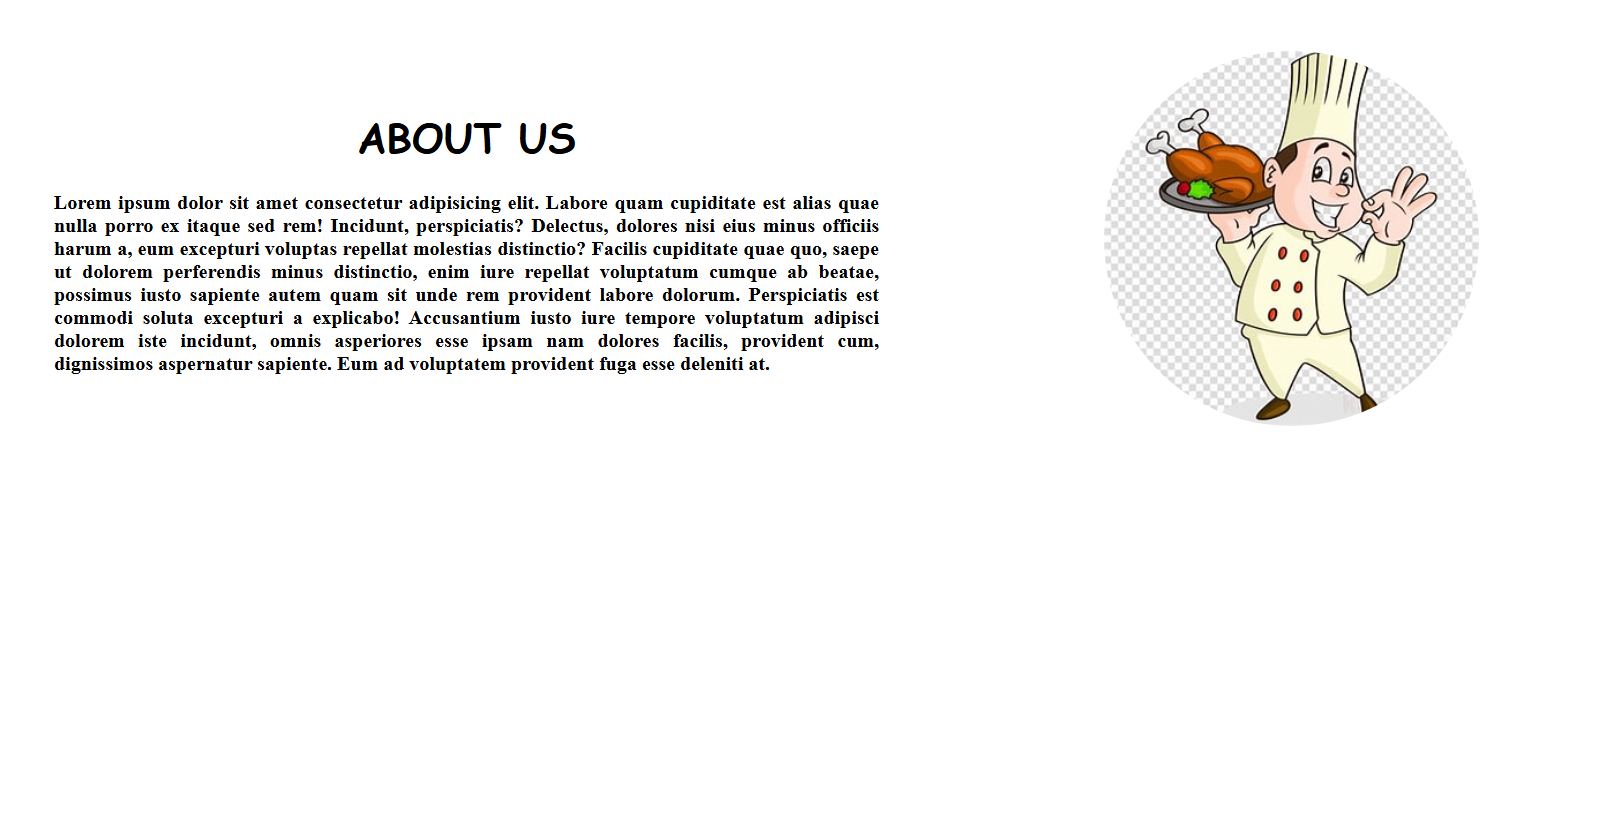 ABOUT US
Lorem ipsum dolor sit amet consectetur adipisicing elit. Labore quam cupiditate est alias quae
nulla porro ex itaque sed rem! Incidunt, perspiciatis? Delectus, dolores nisi eius minus officiis
harum a, eum excepturi voluptas repellat molestias distinctio? Facilis cupiditate quae quo, saepe
ut dolorem perferendis minus distinctio, enim iure repellat voluptatum cumque ab beatae,
possimus iusto sapiente autem quam sit unde rem provident labore dolorum. Perspiciatis est
commodi soluta excepturi a explicabo! Accusantium iusto iure tempore voluptatum adipisci
dolorem iste incidunt, omnis asperiores esse ipsam nam dolores facilis, provident cum,
dignissimos aspernatur sapiente. Eum ad voluptatem provident fuga esse deleniti at.